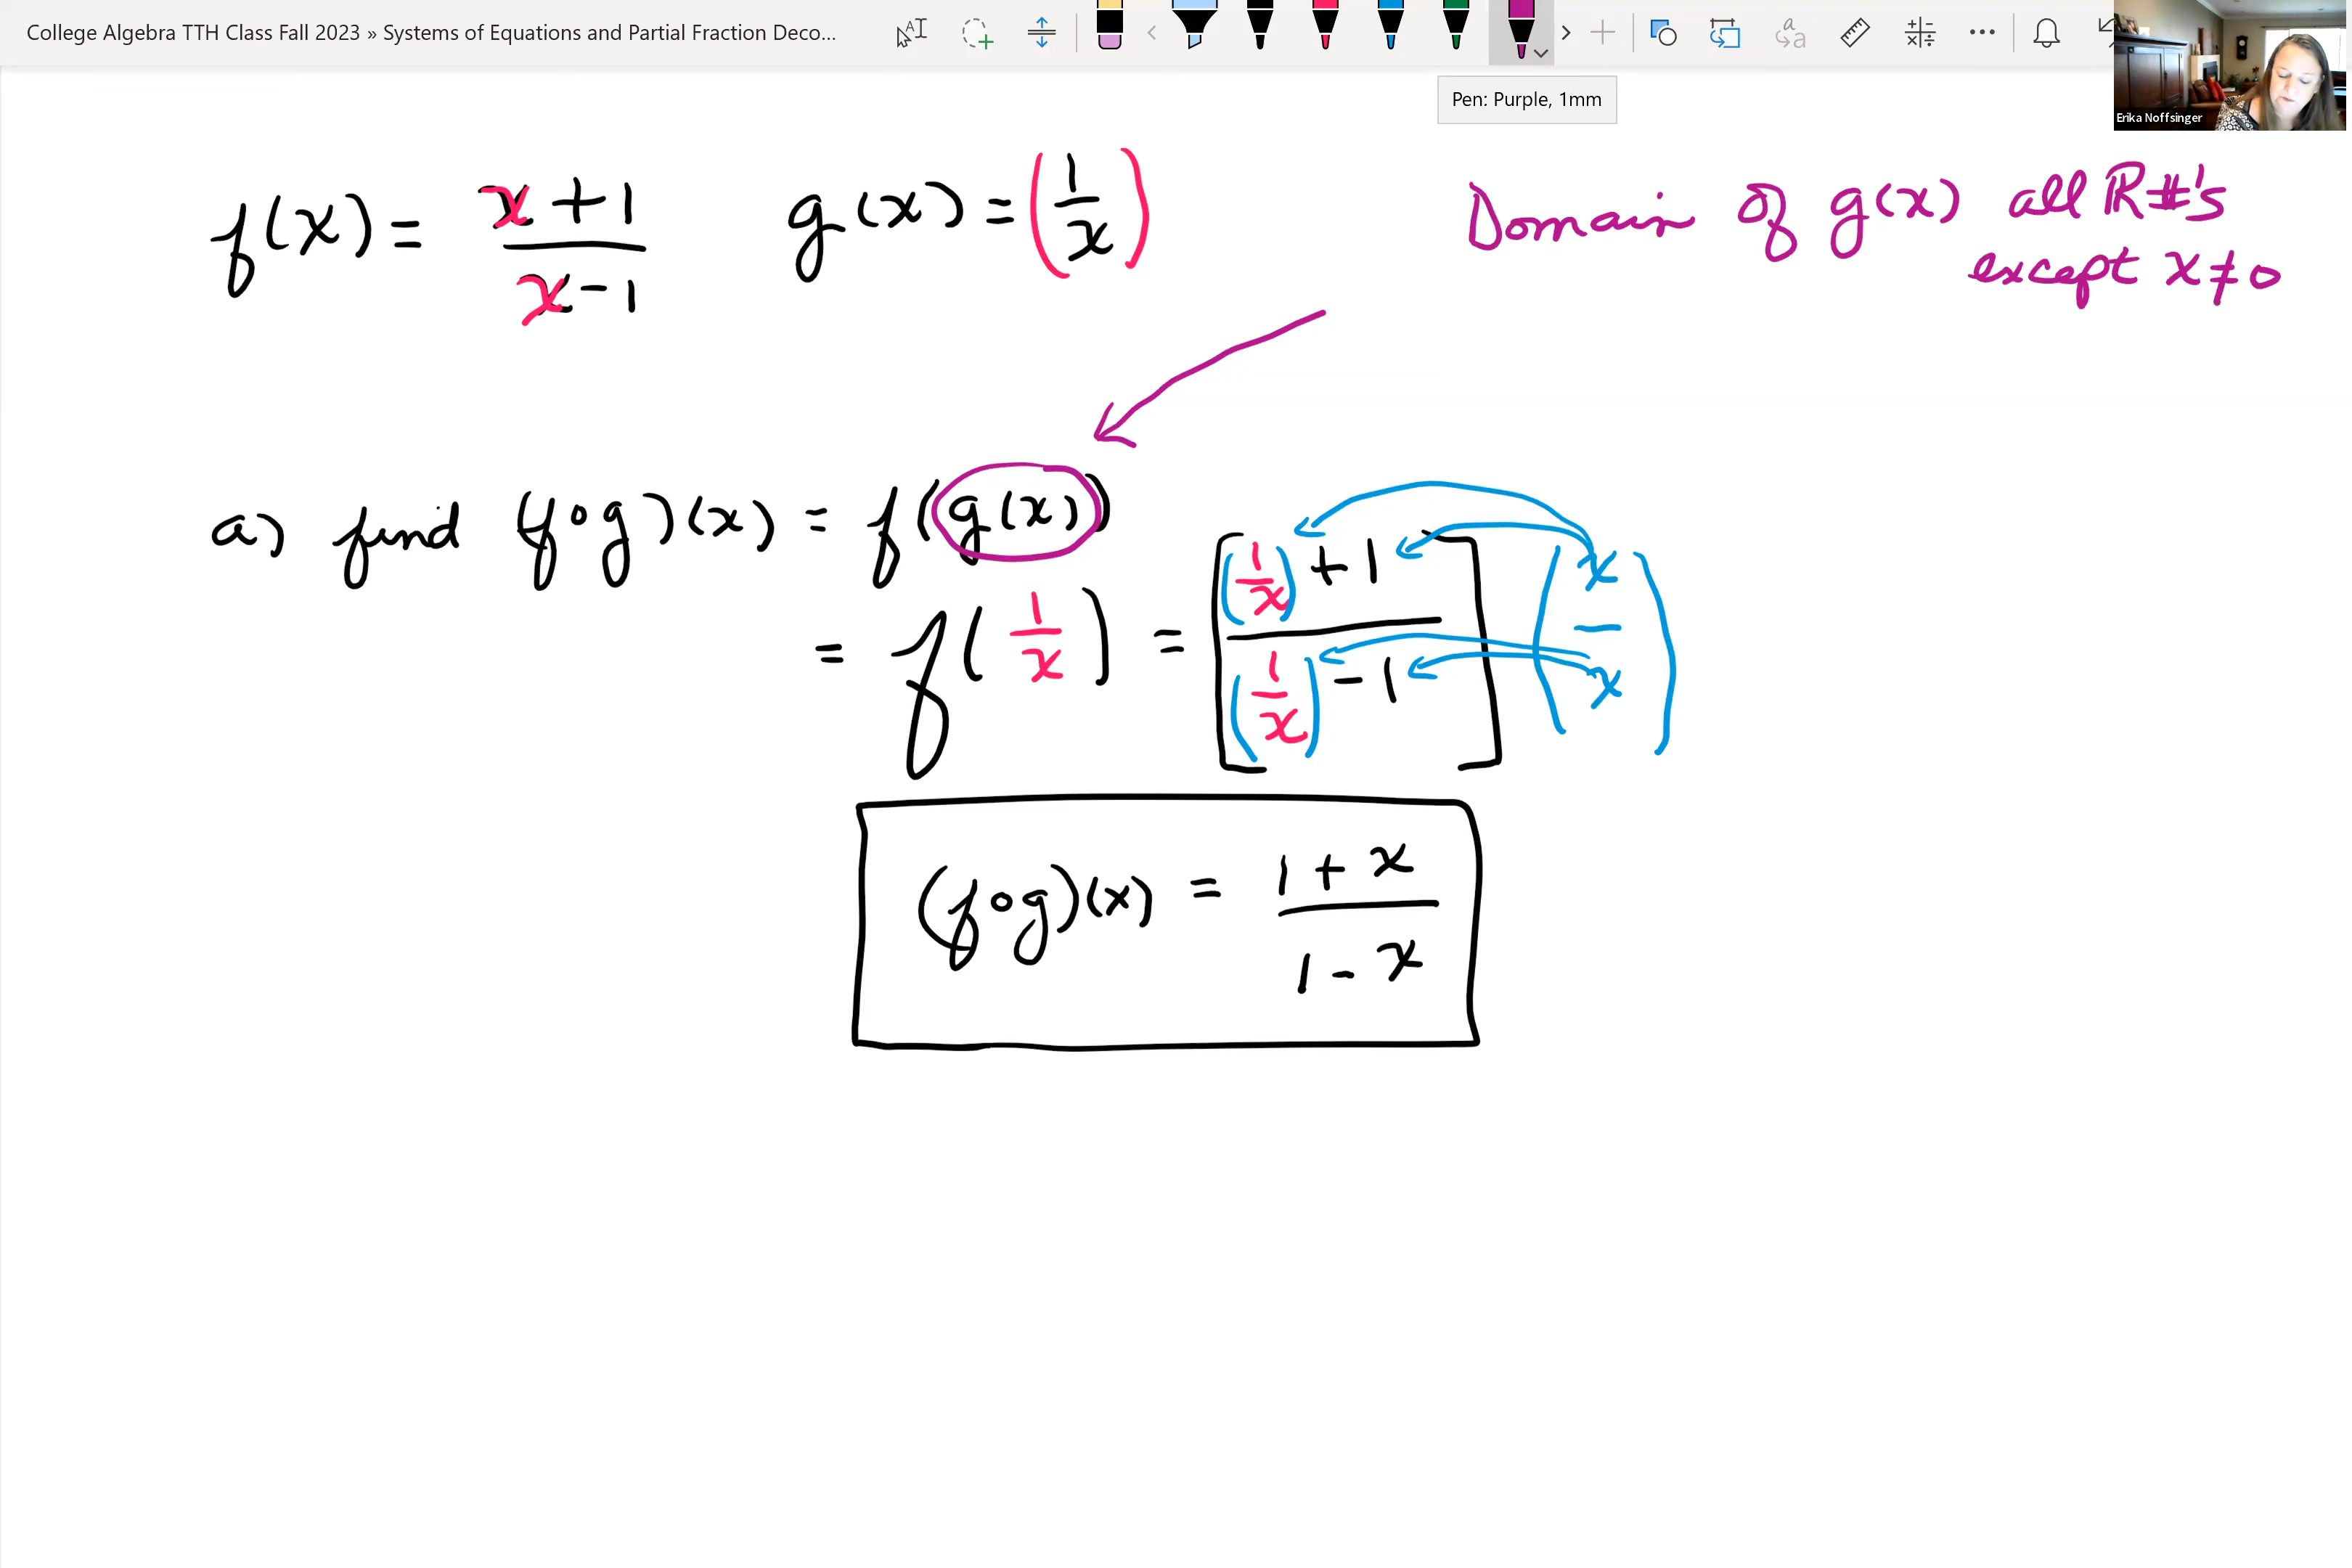 College Algebra TTH Class Fall 2023 » Systems of Equations and Partial Fraction Deco...
Pen: Purple, 1mm
Erika Noffsinger
f(x) = x+1 / x-1    g(x) = (1/x)
Domain of g(x) all ℝ #'s
except x≠0
a) find (f∘g)(x) = f(g(x))
= f(1/x) = [(1/x) + 1 / (1/x) - 1] (x/x)
(f∘g)(x) = 1 + x / 1 - x